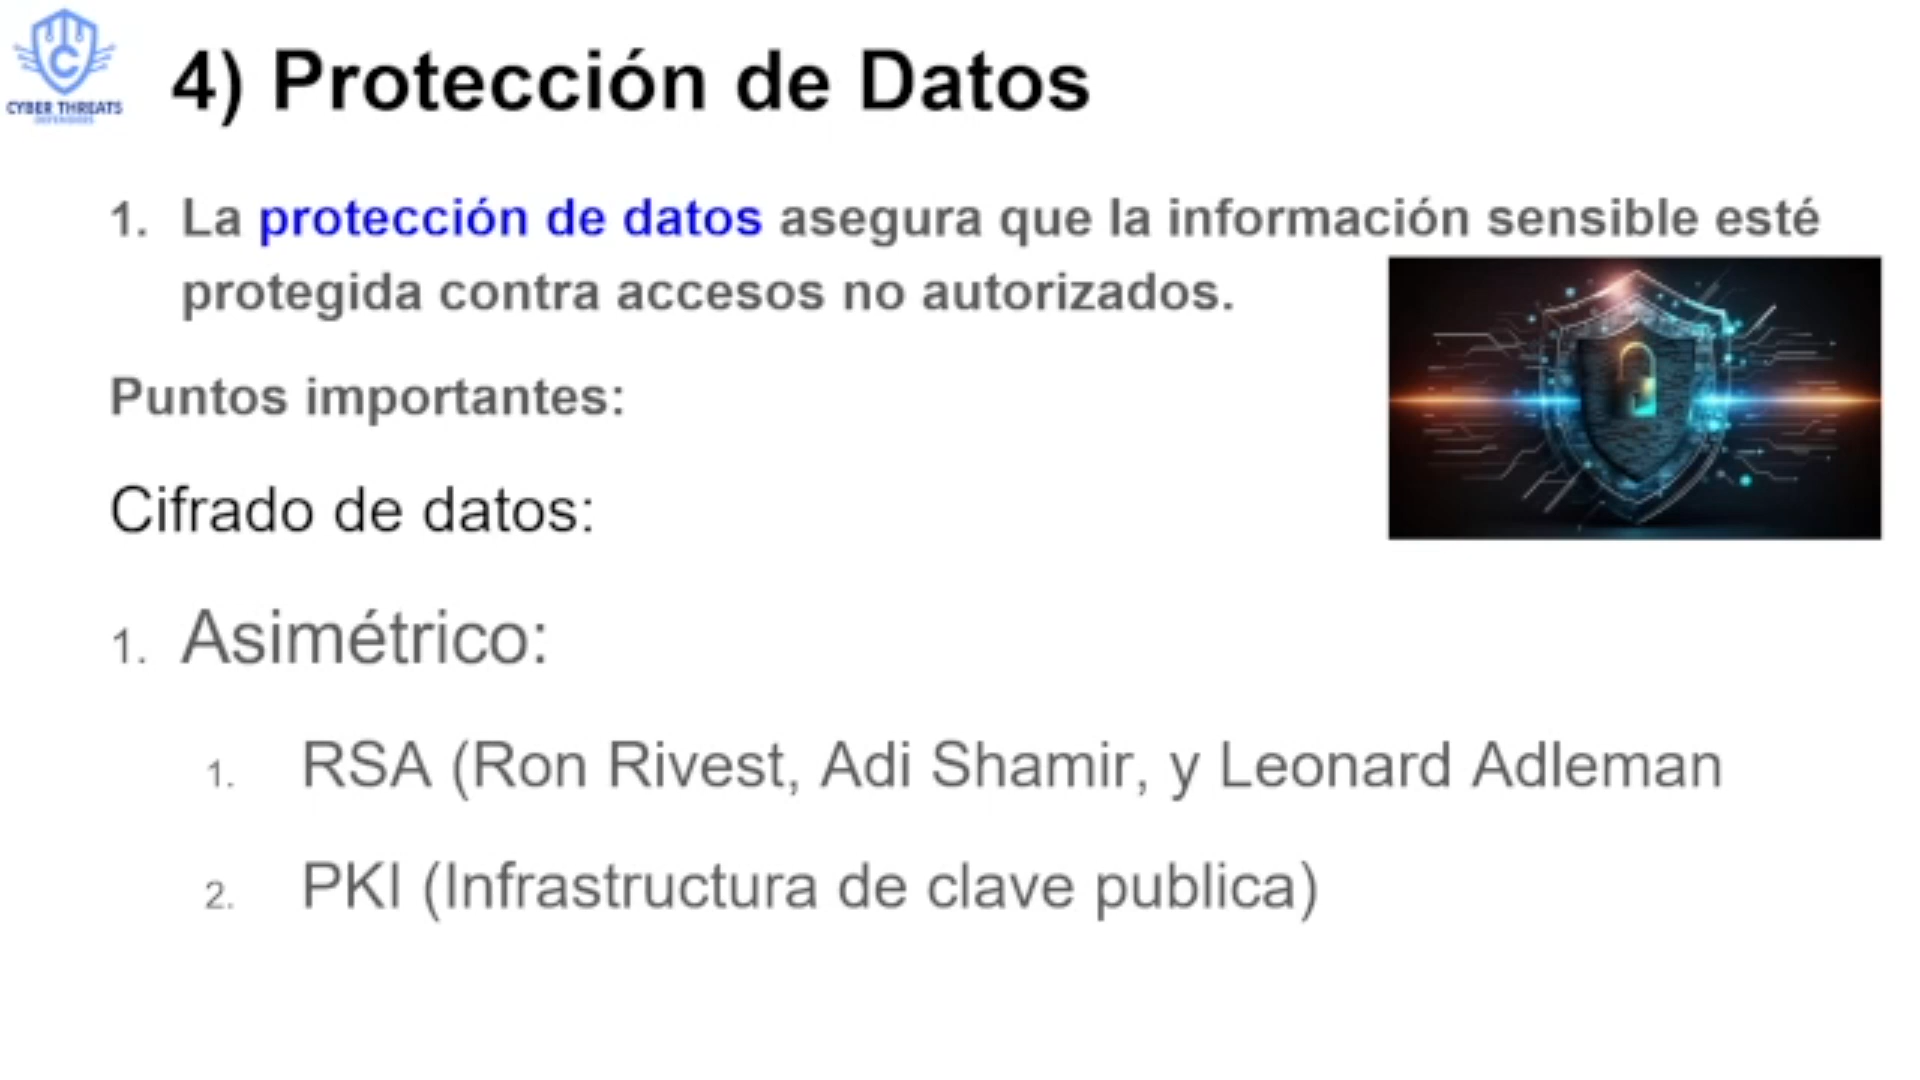 CYBER THREATS
DEFENDERS
4) Protección de Datos
1. La protección de datos asegura que la información sensible esté
protegida contra accesos no autorizados.
Puntos importantes:
Cifrado de datos:
1. Asimétrico:
1. RSA (Ron Rivest, Adi Shamir, y Leonard Adleman
2. PKI (Infrastructura de clave publica)